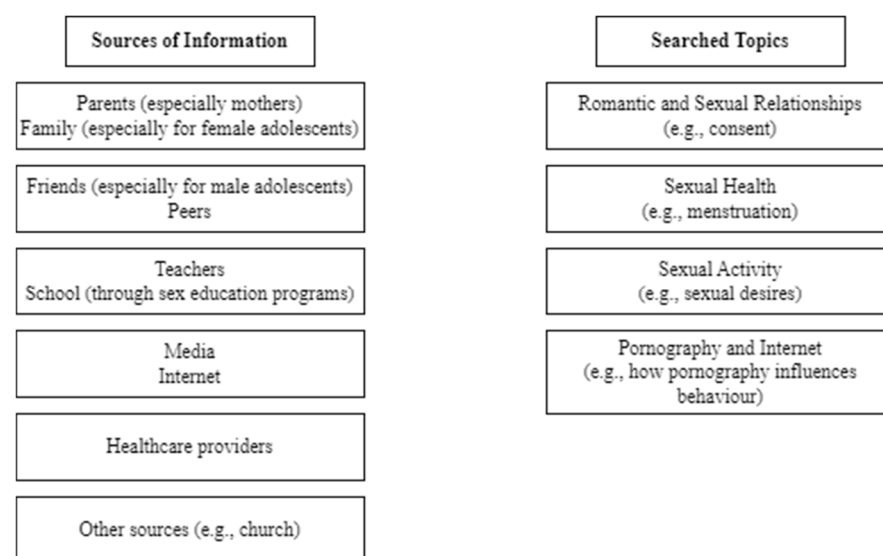 Sources of Information
Parents (especially mothers)
Family (especially for female adolescents)
Friends (especially for male adolescents)
Peers
Teachers
School (through sex education programs)
Media
Internet
Healthcare providers
Other sources (e.g., church)
Searched Topics
Romantic and Sexual Relationships
(e.g., consent)
Sexual Health
(e.g., menstruation)
Sexual Activity
(e.g., sexual desires)
Pornography and Internet
(e.g., how pornography influences
behaviour)